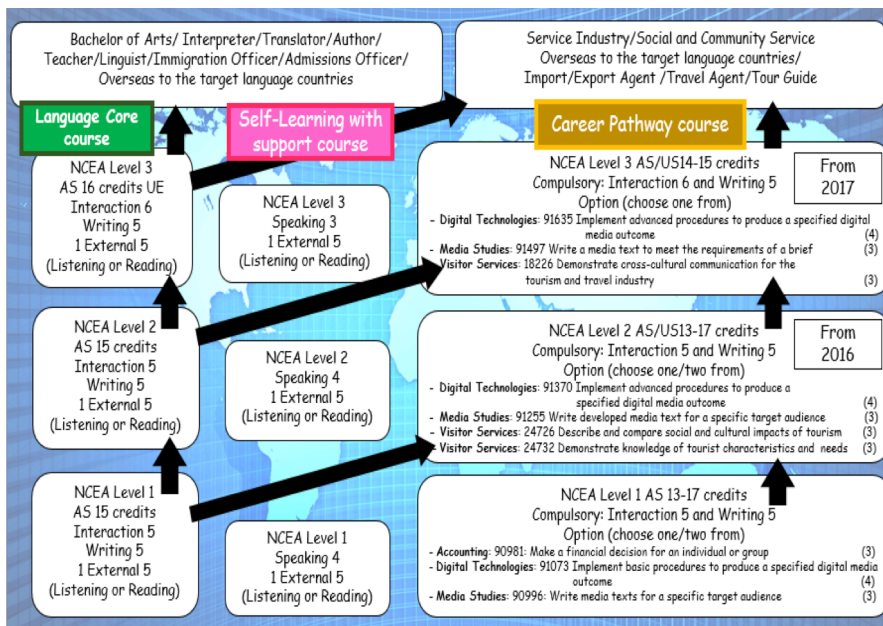 Bachelor of Arts/ Interpreter/Translator/Author/
Teacher/Linguist/Immigration Officer/Admissions Officer/
Overseas to the target language countries
Service Industry/Social and Community Service
Overseas to the target language countries/
Import/Export Agent /Travel Agent/Tour Guide
Language Core
course
Self-Learning with
support course
Career Pathway course
NCEA Level 3
AS 16 credits UE
Interaction 6
Writing 5
1 External 5
(Listening or Reading)
NCEA Level 3
Speaking 3
1 External 5
(Listening or Reading)
NCEA Level 3 AS/US14-15 credits
Compulsory: Interaction 6 and Writing 5
Option (choose one from)
From
2017
- Digital Technologies: 91635 Implement advanced procedures to produce a specified digital
media outcome (4)
- Media Studies: 91497 Write a media text to meet the requirements of a brief (3)
- Visitor Services: 18226 Demonstrate cross-cultural communication for the
tourism and travel industry (3)
NCEA Level 2
AS 15 credits
Interaction 5
Writing 5
1 External 5
(Listening or Reading)
NCEA Level 2
Speaking 4
1 External 5
(Listening or Reading)
NCEA Level 2 AS/US13-17 credits
Compulsory: Interaction 5 and Writing 5
Option (choose one/two from)
From
2016
- Digital Technologies: 91370 Implement advanced procedures to produce a
specified digital media outcome (4)
- Media Studies: 91255 Write developed media text for a specific target audience (3)
- Visitor Services: 24726 Describe and compare social and cultural impacts of tourism (3)
- Visitor Services: 24732 Demonstrate knowledge of tourist characteristics and needs (3)
NCEA Level 1
AS 15 credits
Interaction 5
Writing 5
1 External 5
(Listening or Reading)
NCEA Level 1
Speaking 4
1 External 5
(Listening or Reading)
NCEA Level 1 AS 13-17 credits
Compulsory: Interaction 5 and Writing 5
Option (choose one/two from)
- Accounting: 90981: Make a financial decision for an individual or group (3)
- Digital Technologies: 91073 Implement basic procedures to produce a specified digital media
outcome (4)
- Media Studies: 90996: Write media texts for a specific target audience (3)